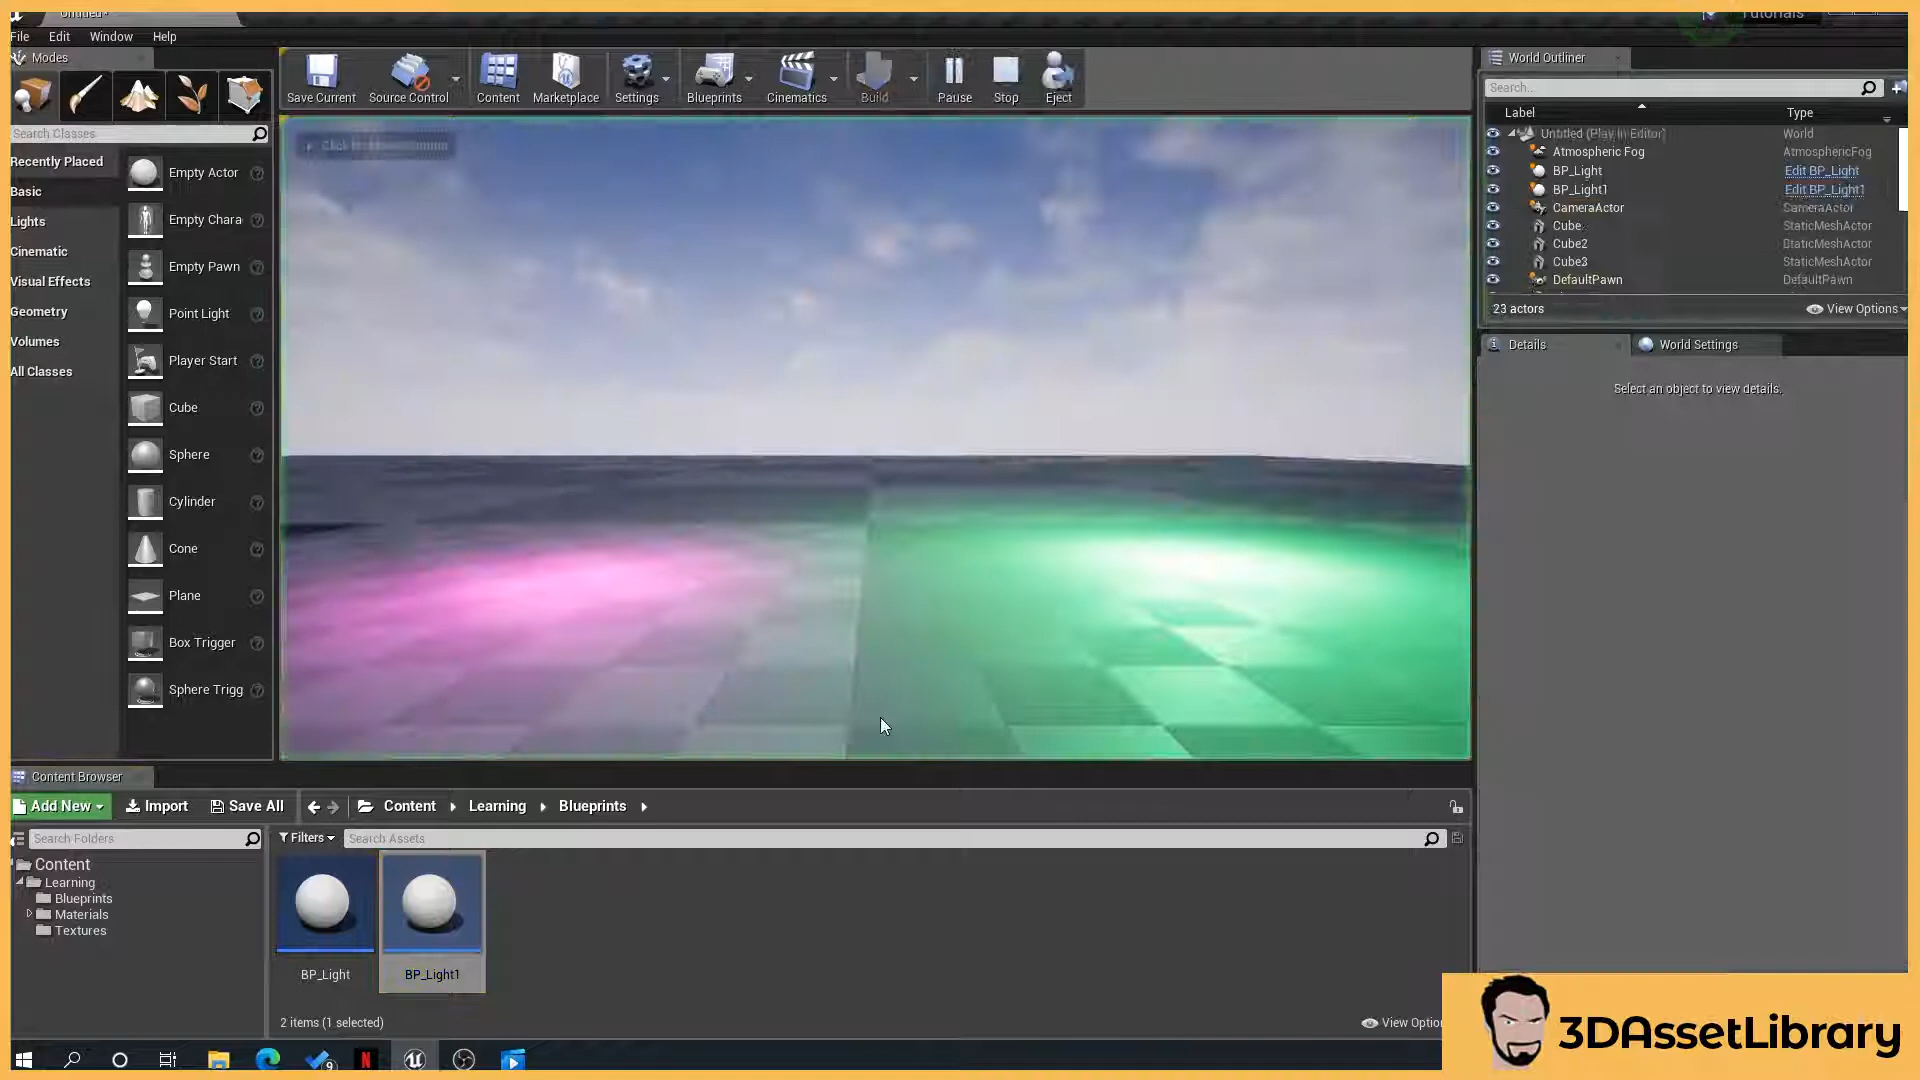 Untitled*
Tutorials
File Edit Window Help
Modes
Save Current Source Control Content Marketplace Settings Blueprints Cinematics Build Pause Stop Eject
World Outliner
Search...
Label Type
Search Classes
Recently Placed
Basic
Lights
Cinematic
Visual Effects
Geometry
Volumes
All Classes
Empty Actor
Empty Chara
Empty Pawn
Point Light
Player Start
Cube
Sphere
Cylinder
Cone
Plane
Box Trigger
Sphere Trigg
Untitled (Play In Editor) World
Atmospheric Fog AtmosphericFog
BP_Light Edit BP_Light
BP_Light1 Edit BP_Light1
CameraActor CameraActor
Cube StaticMeshActor
Cube2 StaticMeshActor
Cube3 StaticMeshActor
DefaultPawn DefaultPawn
23 actors View Options
Details World Settings
Select an object to view details.
Content Browser
Add New Import Save All Content Learning Blueprints
Search Folders
Filters Search Assets
Content
Learning
Blueprints
Materials
Textures
BP_Light BP_Light1
2 items (1 selected) View Optio
9
N
3DAssetLibrary